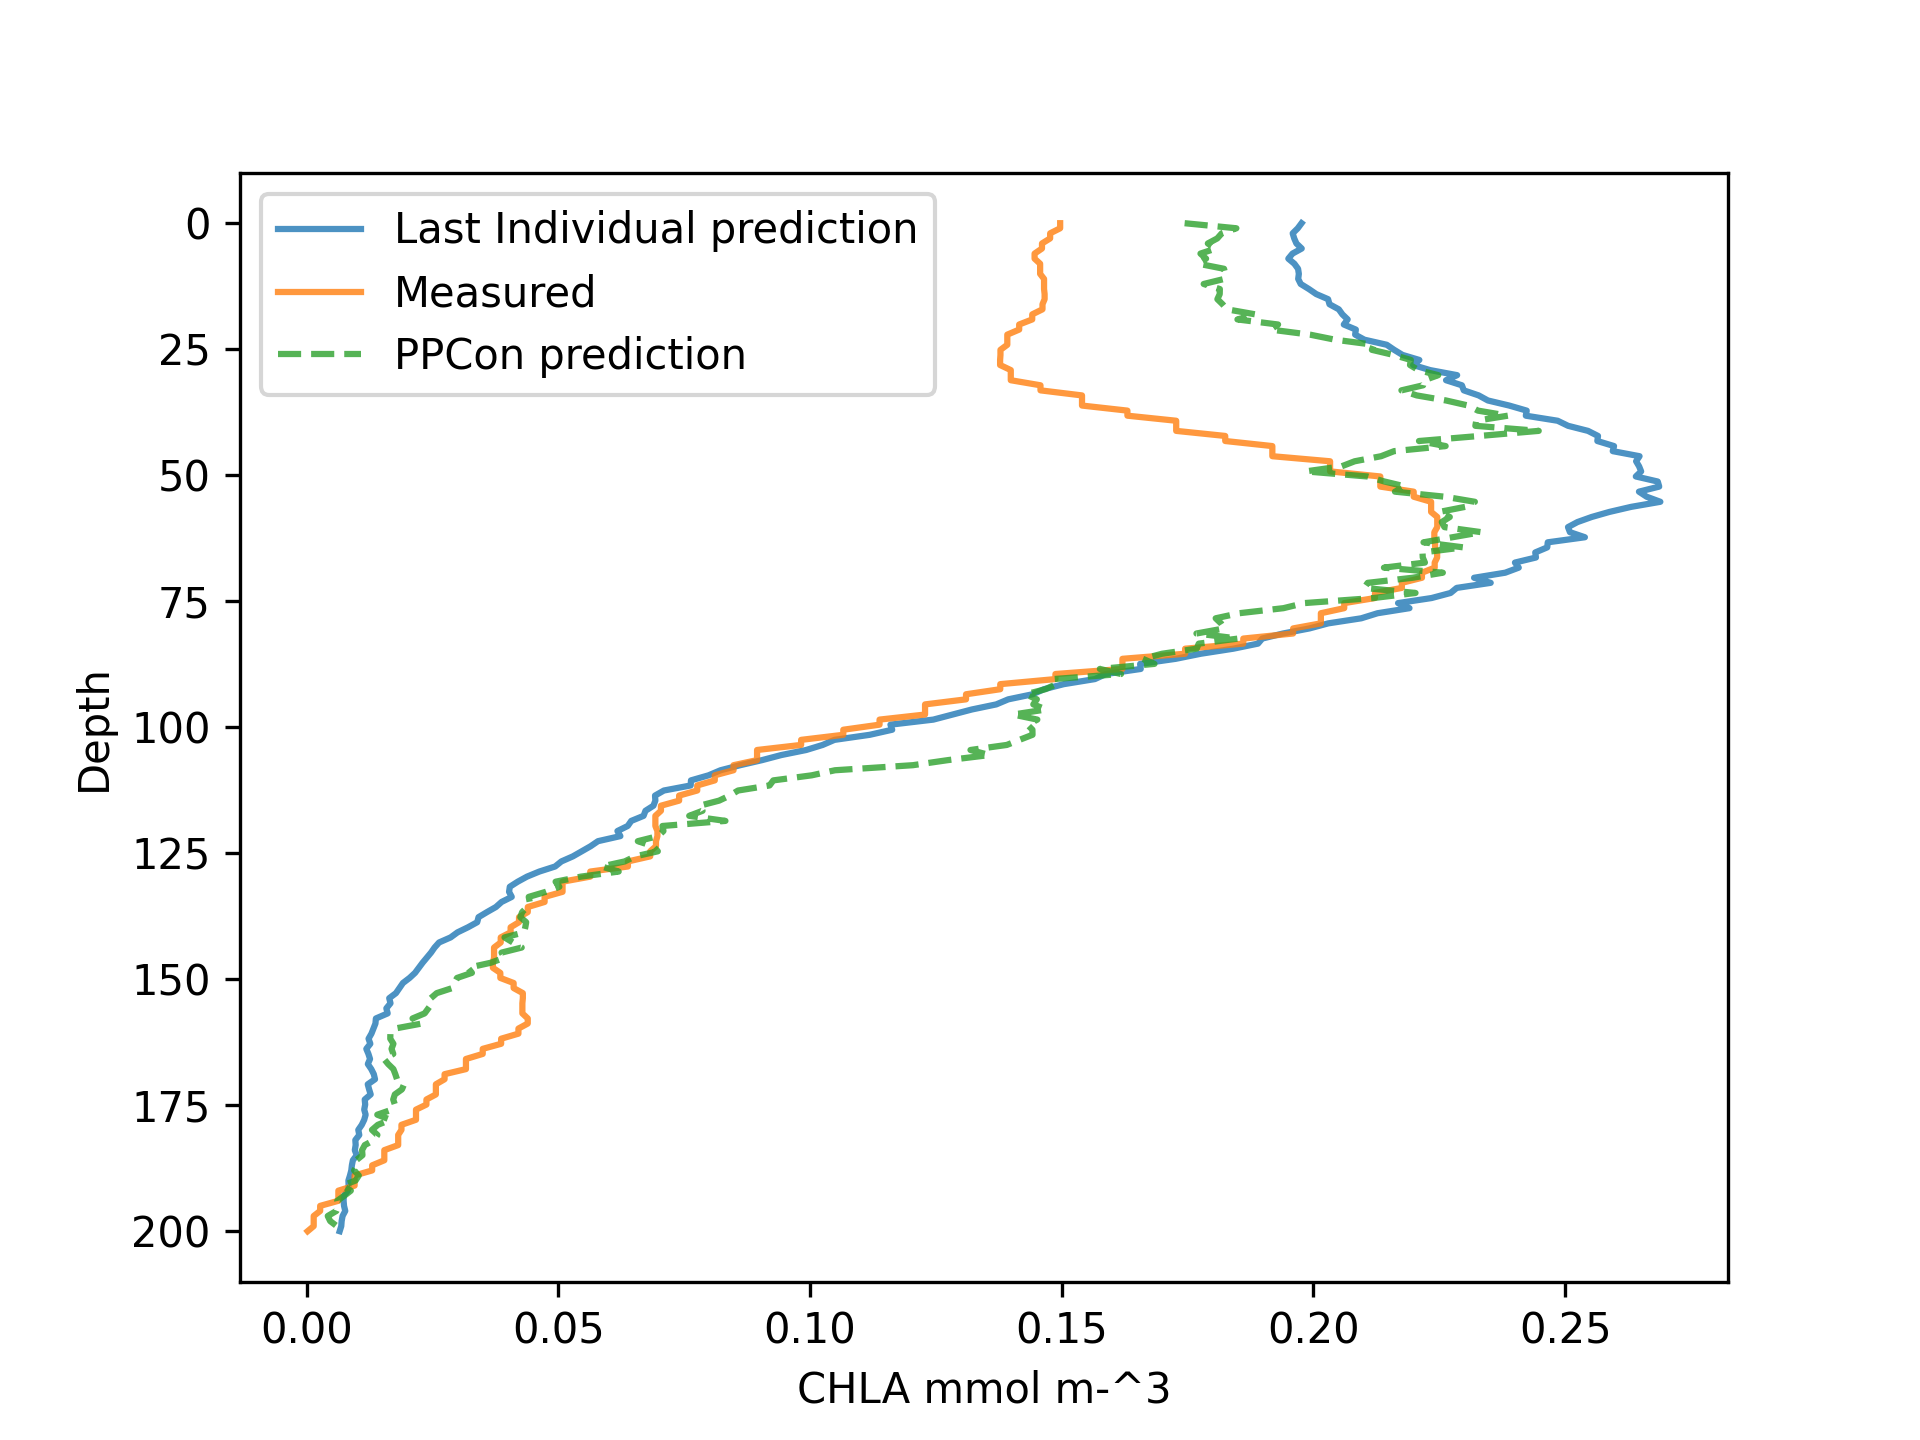 Last Individual prediction
Measured
PPCon prediction
0
25
50
75
100
125
150
175
200
Depth
0.00 0.05 0.10 0.15 0.20 0.25
CHLA mmol m-^3